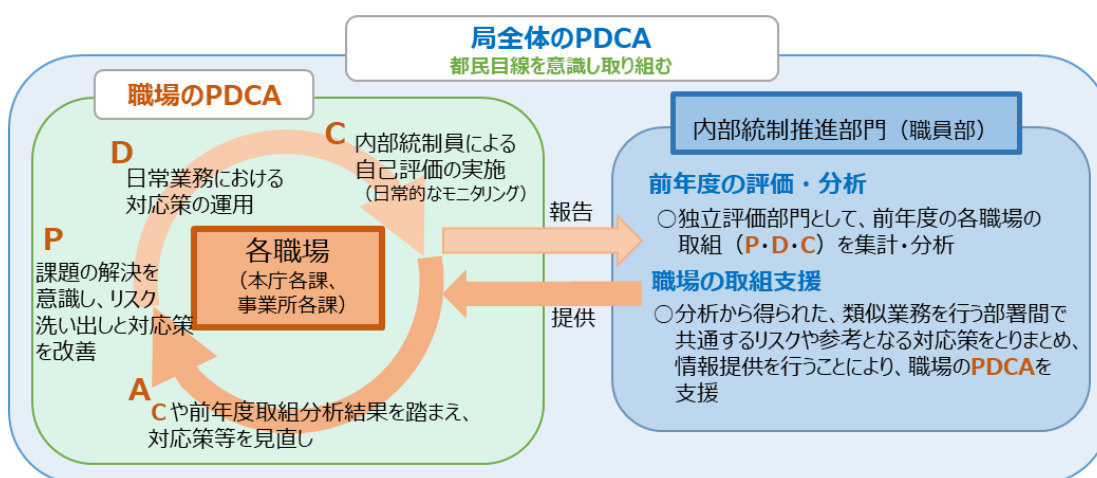 局全体のPDCA
都民目線を意識し取り組む
職場のPDCA
P
課題の解決を
意識し、リスク
洗い出しと対応策
を改善
D
日常業務における
対応策の運用
C
内部統制員による
自己評価の実施
（日常的なモニタリング）
A
Cや前年度取組分析結果を踏まえ、
対応策等を見直し
各職場
（本庁各課、
事業所各課）
報告
提供
内部統制推進部門（職員部）
前年度の評価・分析
○独立評価部門として、前年度の各職場の
取組（P・D・C）を集計・分析
職場の取組支援
○分析から得られた、類似業務を行う部署間で
共通するリスクや参考となる対応策をとりまとめ、
情報提供を行うことにより、職場のPDCAを
支援